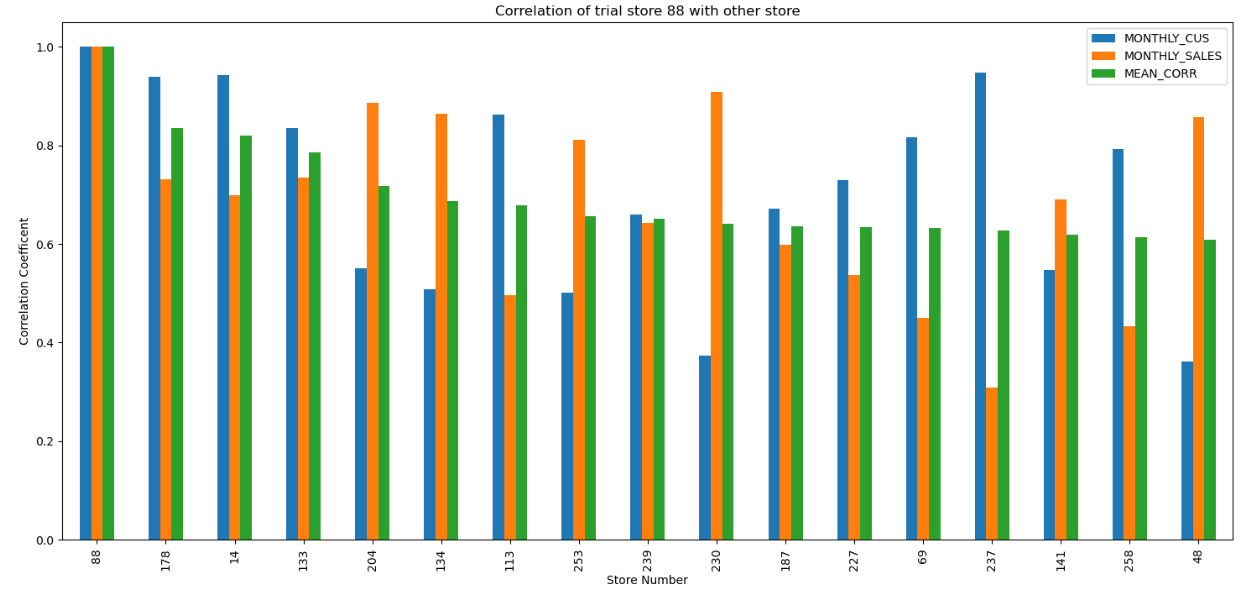 Correlation of trial store 88 with other store
MONTHLY_CUS
MONTHLY_SALES
MEAN_CORR
Correlation Coefficent
1.0
0.8
0.6
0.4
0.2
0.0
88 178 14 133 204 134 113 253 239 230 187 227 69 237 141 258 48
Store Number